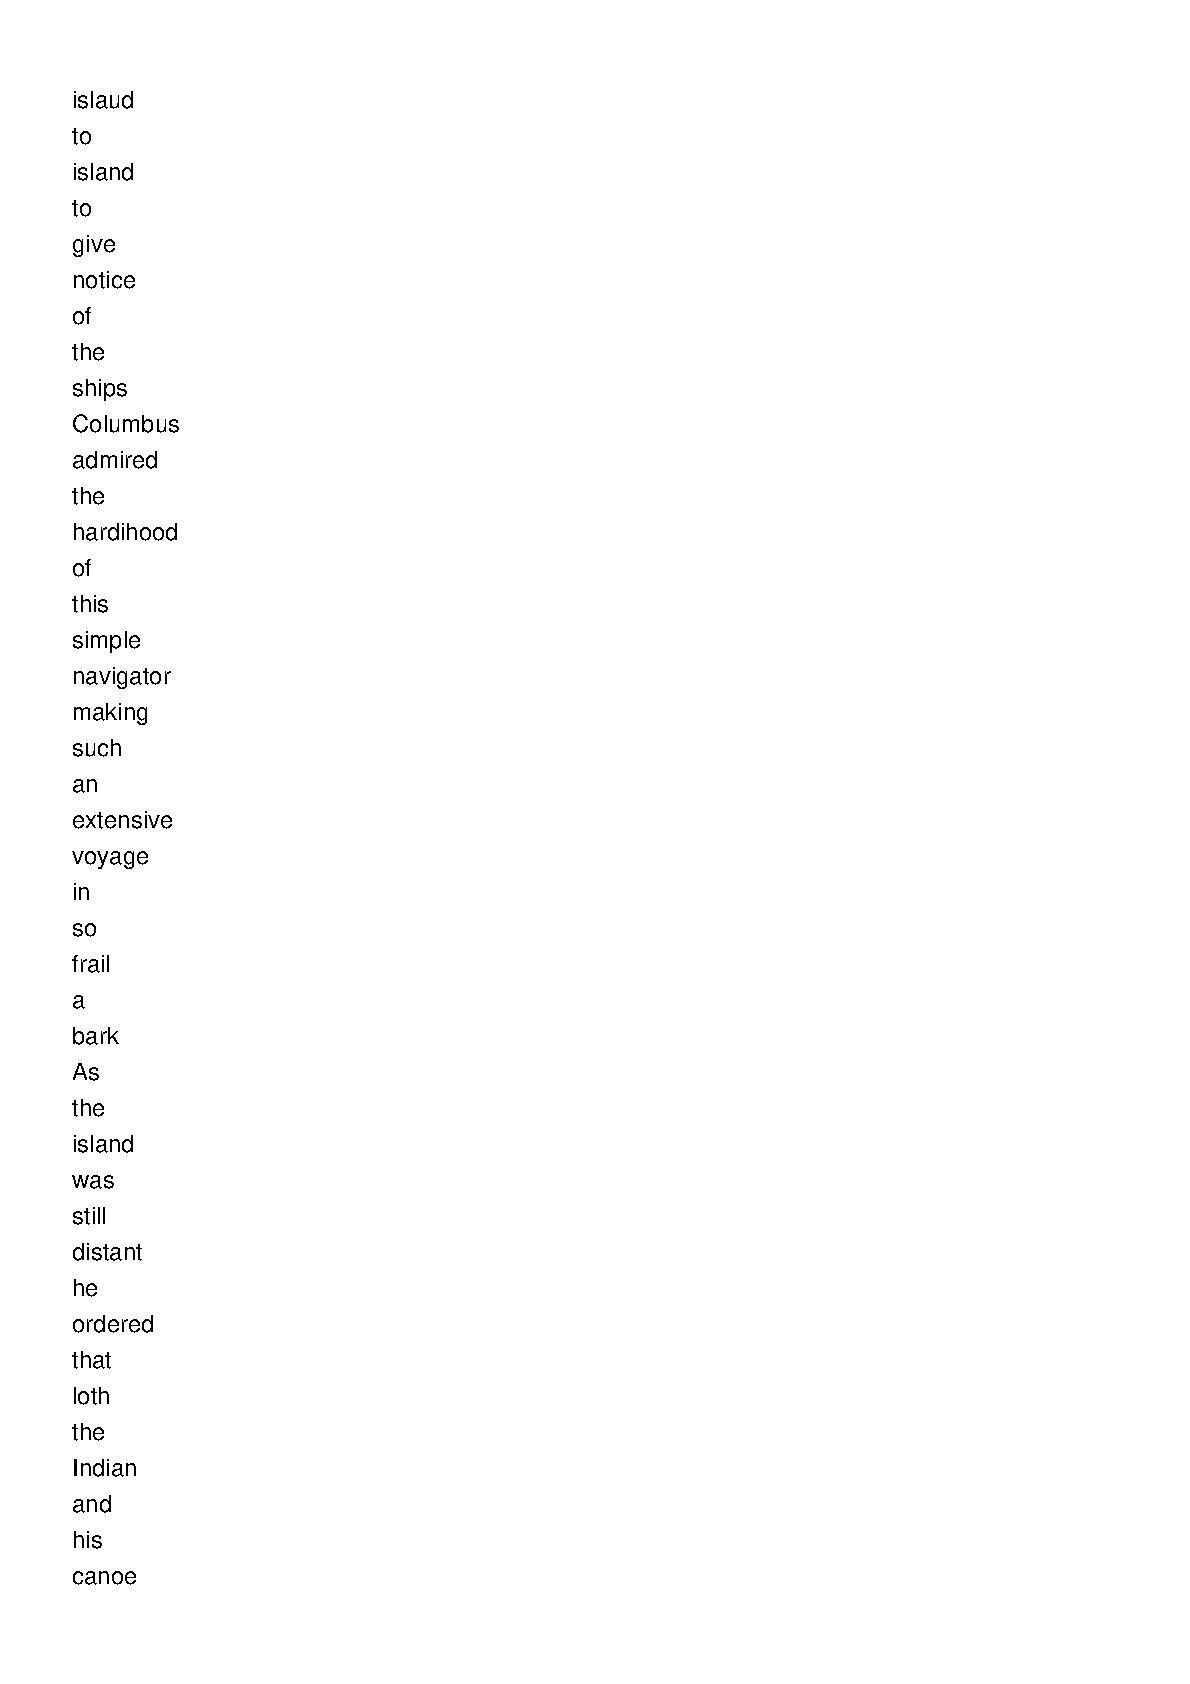 islaud
to
island
to
give
notice
of
the
ships
Columbus
admired
the
hardihood
of
this
simple
navigator
making
such
an
extensive
voyage
in
so
frail
a
bark
As
the
island
was
still
distant
he
ordered
that
loth
the
Indian
and
his
canoe